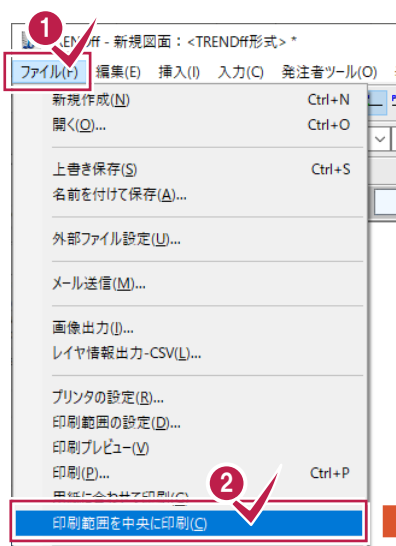 1
ff - 新規図面：<TRENDff形式> *
ファイル(F) 編集(E) 挿入(I) 入力(C) 発注者ツール(O)
新規作成(N) Ctrl+N
開く(O)... Ctrl+O
上書き保存(S) Ctrl+S
名前を付けて保存(A)...
外部ファイル設定(U)...
メール送信(M)...
画像出力(I)...
レイヤ情報出力-CSV(L)...
プリンタの設定(R)...
印刷範囲の設定(D)...
印刷プレビュー(V)
印刷(P)... Ctrl+P
2
印刷範囲を中央に印刷(C)